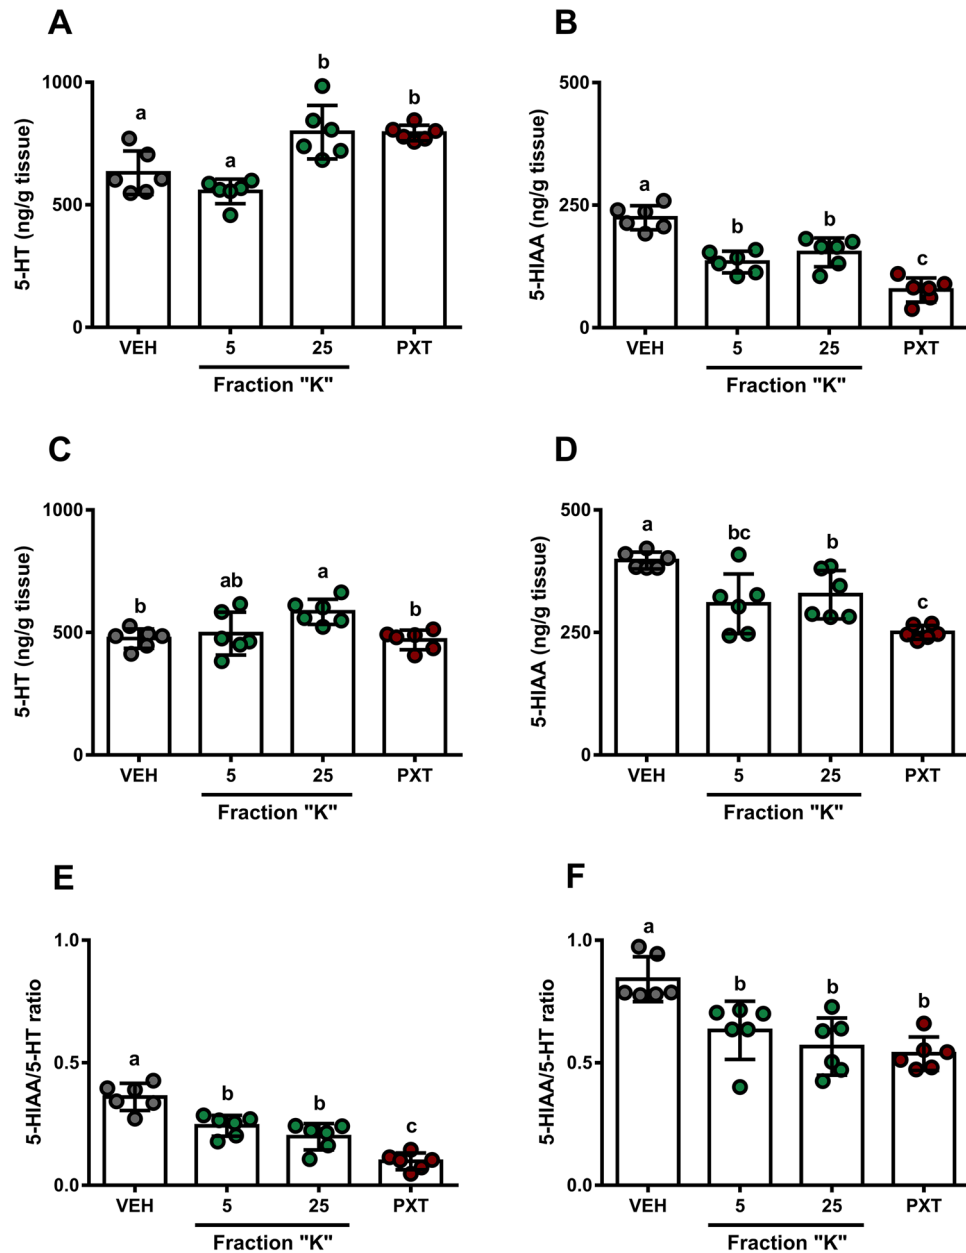 A
5-HT (ng/g tissue)
1000
500
0
a
a
b
b
VEH
5
25
PXT
Fraction "K"
B
5-HIAA (ng/g tissue)
500
250
0
a
b
b
c
VEH
5
25
PXT
Fraction "K"
C
5-HT (ng/g tissue)
1000
500
0
b
ab
a
b
VEH
5
25
PXT
Fraction "K"
D
5-HIAA (ng/g tissue)
500
250
0
a
bc
b
c
VEH
5
25
PXT
Fraction "K"
E
5-HIAA/5-HT ratio
1.0
0.5
0.0
a
b
b
c
VEH
5
25
PXT
Fraction "K"
F
5-HIAA/5-HT ratio
1.0
0.5
0.0
a
b
b
b
VEH
5
25
PXT
Fraction "K"